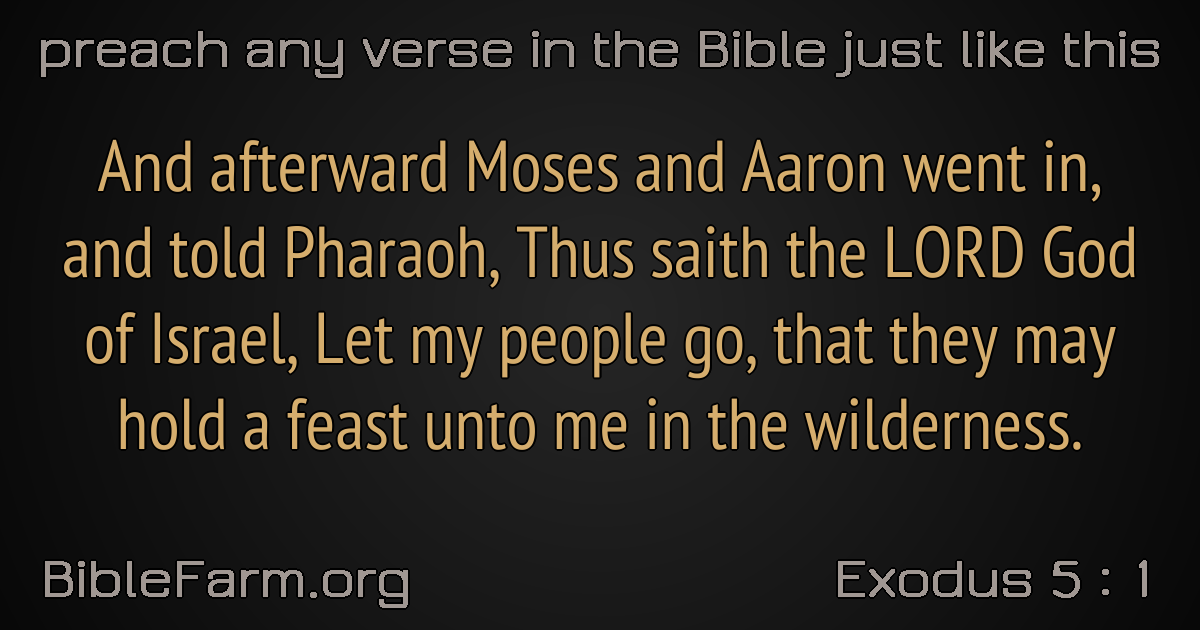 preach any verse in the Bible just like this
And afterward Moses and Aaron went in,
and told Pharaoh, Thus saith the LORD God
of Israel, Let my people go, that they may
hold a feast unto me in the wilderness.
BibleFarm.org
Exodus 5 : 1